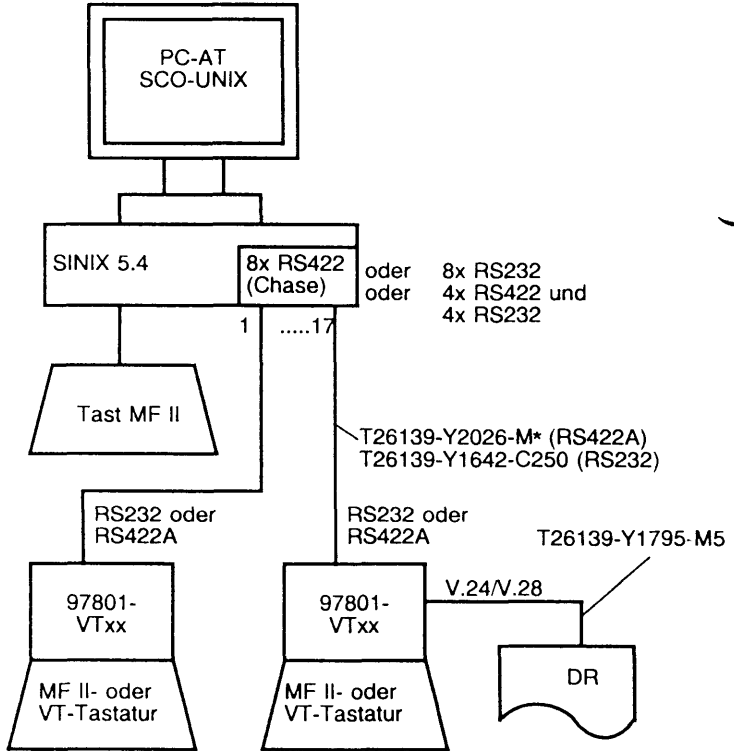 PC-AT
SCO-UNIX
SINIX 5.4
8x RS422
(Chase)
oder 8x RS232
oder 4x RS422 und
4x RS232
1 .....17
Tast MF II
T26139-Y2026-M* (RS422A)
T26139-Y1642-C250 (RS232)
RS232 oder
RS422A
RS232 oder
RS422A
T26139-Y1795-M5
V.24/V.28
97801-
VTxx
97801-
VTxx
DR
MF II- oder
VT-Tastatur
MF II- oder
VT-Tastatur